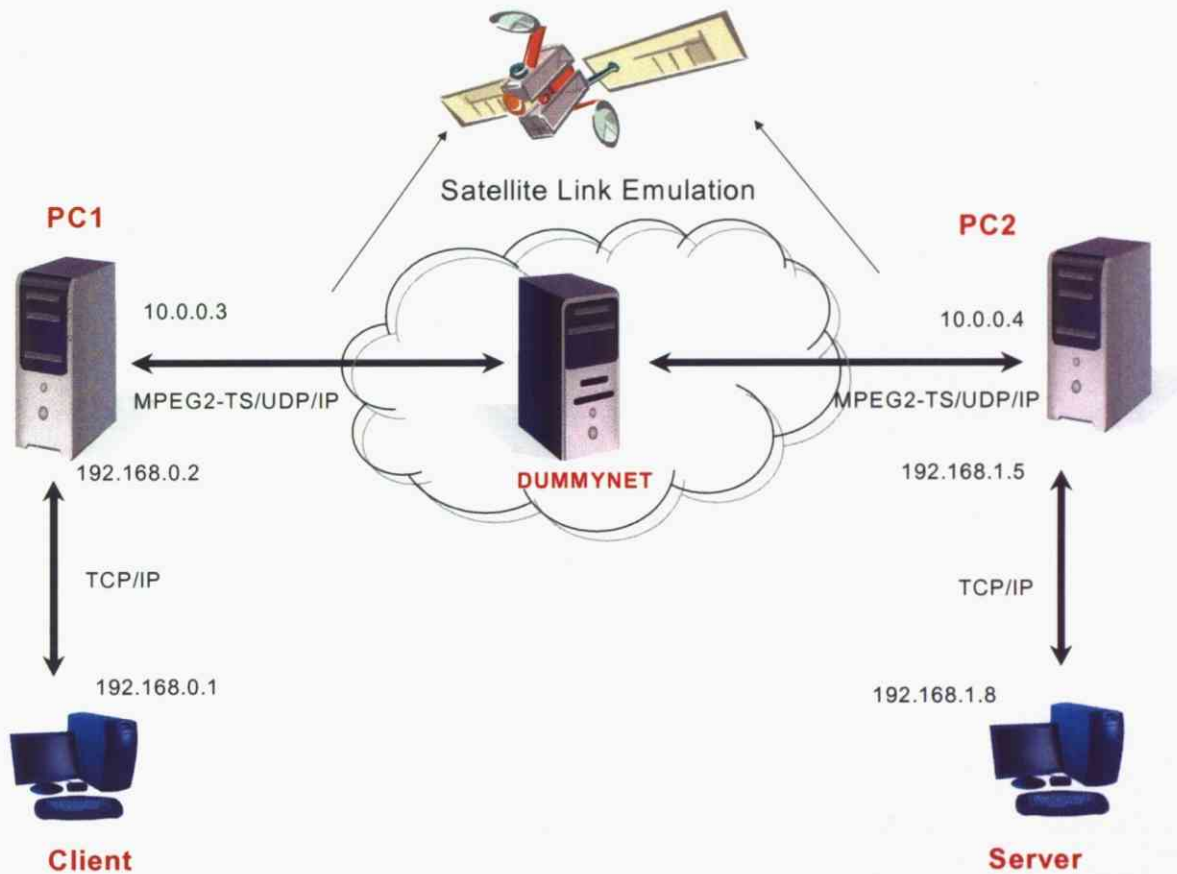 Satellite Link Emulation
PC1
PC2
10.0.0.3
10.0.0.4
MPEG2-TS/UDP/IP
MPEG2-TS/UDP/IP
192.168.0.2
DUMMYNET
192.168.1.5
TCP/IP
TCP/IP
192.168.0.1
192.168.1.8
Client
Server